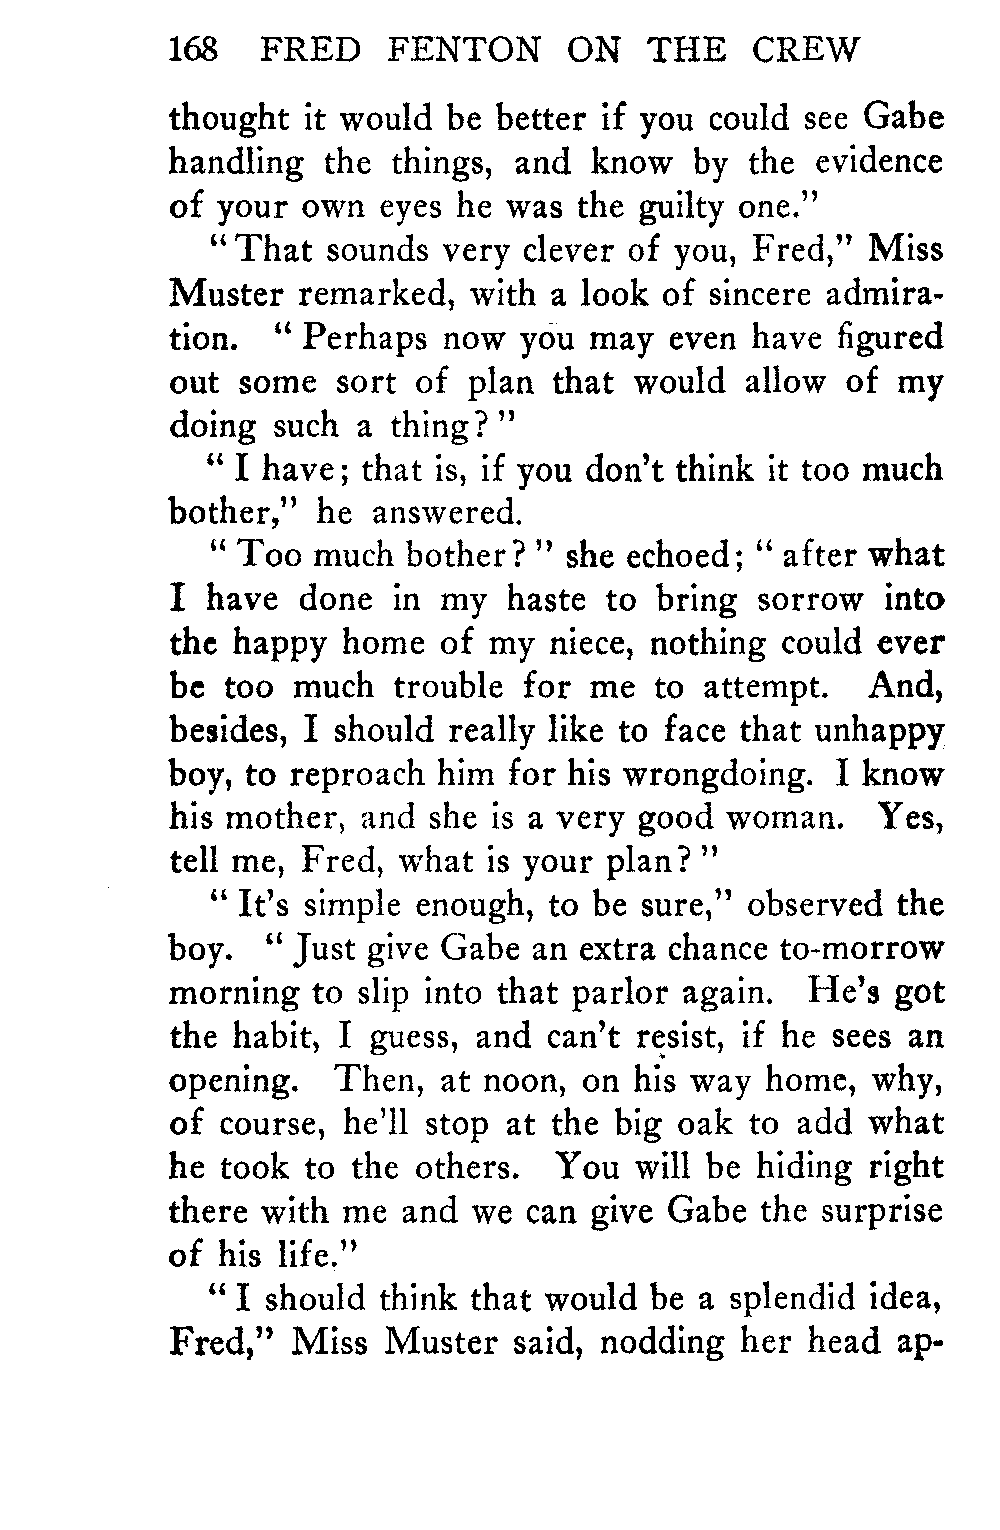 168 FRED FENTON ON THE CREW
thought it would be better if you could see Gabe
handling the things, and know by the evidence
of your own eyes he was the guilty one."
" That sounds very clever of you, Fred," Miss
Muster remarked, with a look of sincere admira-
tion. " Perhaps now you may even have figured
out some sort of plan that would allow of my
doing such a thing? "
" I have; that is, if you don't think it too much
bother," he answered.
" Too much bother? " she echoed; " after what
I have done in my haste to bring sorrow into
the happy home of my niece, nothing could ever
be too much trouble for me to attempt. And,
besides, I should really like to face that unhappy
boy, to reproach him for his wrongdoing. I know
his mother, and she is a very good woman. Yes,
tell me, Fred, what is your plan? "
" It's simple enough, to be sure," observed the
boy. " Just give Gabe an extra chance to-morrow
morning to slip into that parlor again. He's got
the habit, I guess, and can't resist, if he sees an
opening. Then, at noon, on his way home, why,
of course, he'll stop at the big oak to add what
he took to the others. You will be hiding right
there with me and we can give Gabe the surprise
of his life."
" I should think that would be a splendid idea,
Fred," Miss Muster said, nodding her head ap-